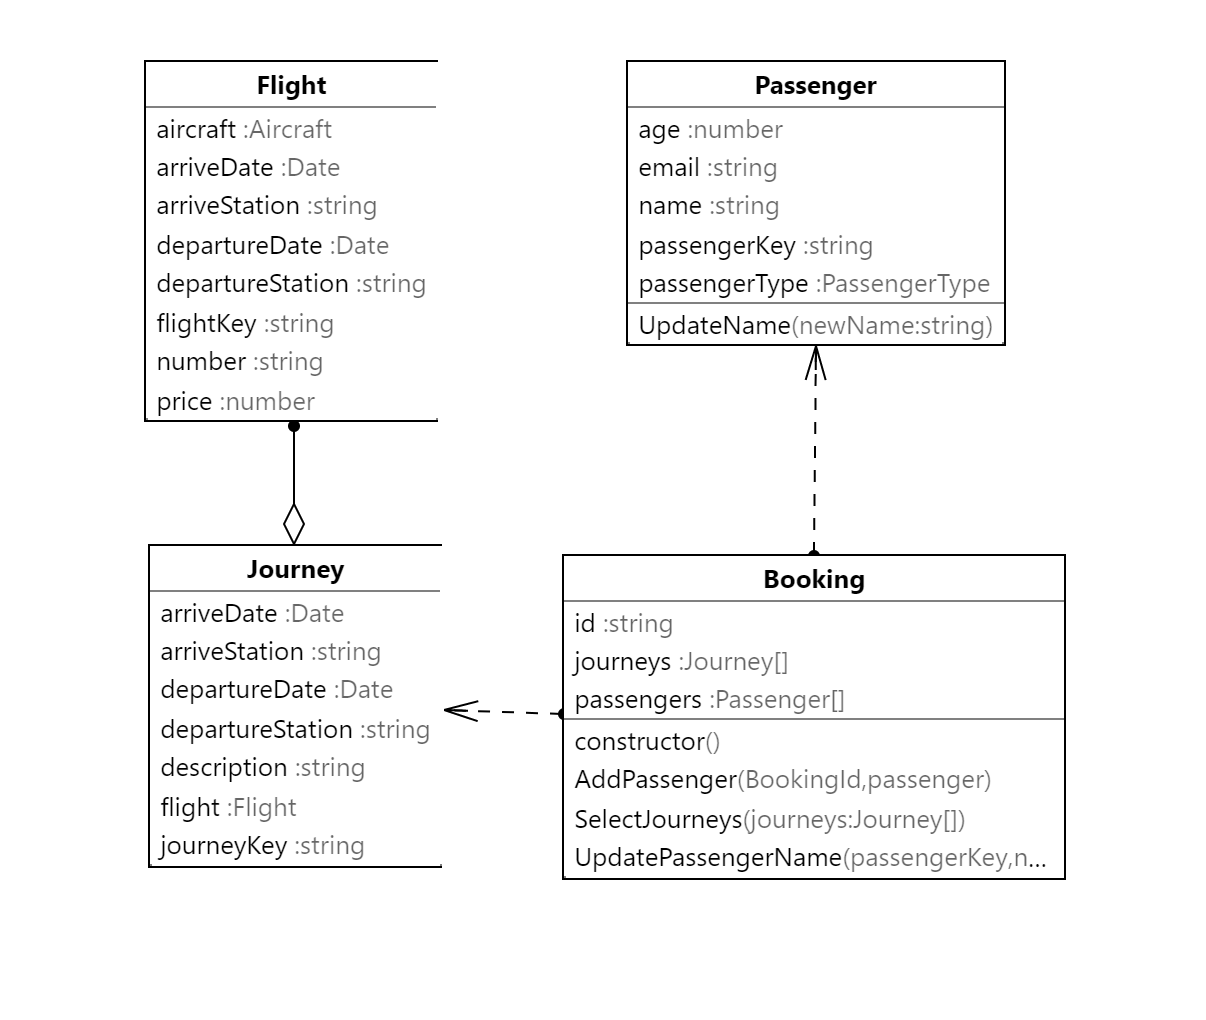 Flight
aircraft :Aircraft
arriveDate :Date
arriveStation :string
departureDate :Date
departureStation :string
flightKey :string
number :string
price :number
Passenger
age :number
email :string
name :string
passengerKey :string
passengerType :PassengerType
UpdateName(newName:string)
Journey
arriveDate :Date
arriveStation :string
departureDate :Date
departureStation :string
description :string
flight :Flight
journeyKey :string
Booking
id :string
journeys :Journey[]
passengers :Passenger[]
constructor()
AddPassenger(BookingId,passenger)
SelectJourneys(journeys:Journey[])
UpdatePassengerName(passengerKey,n...